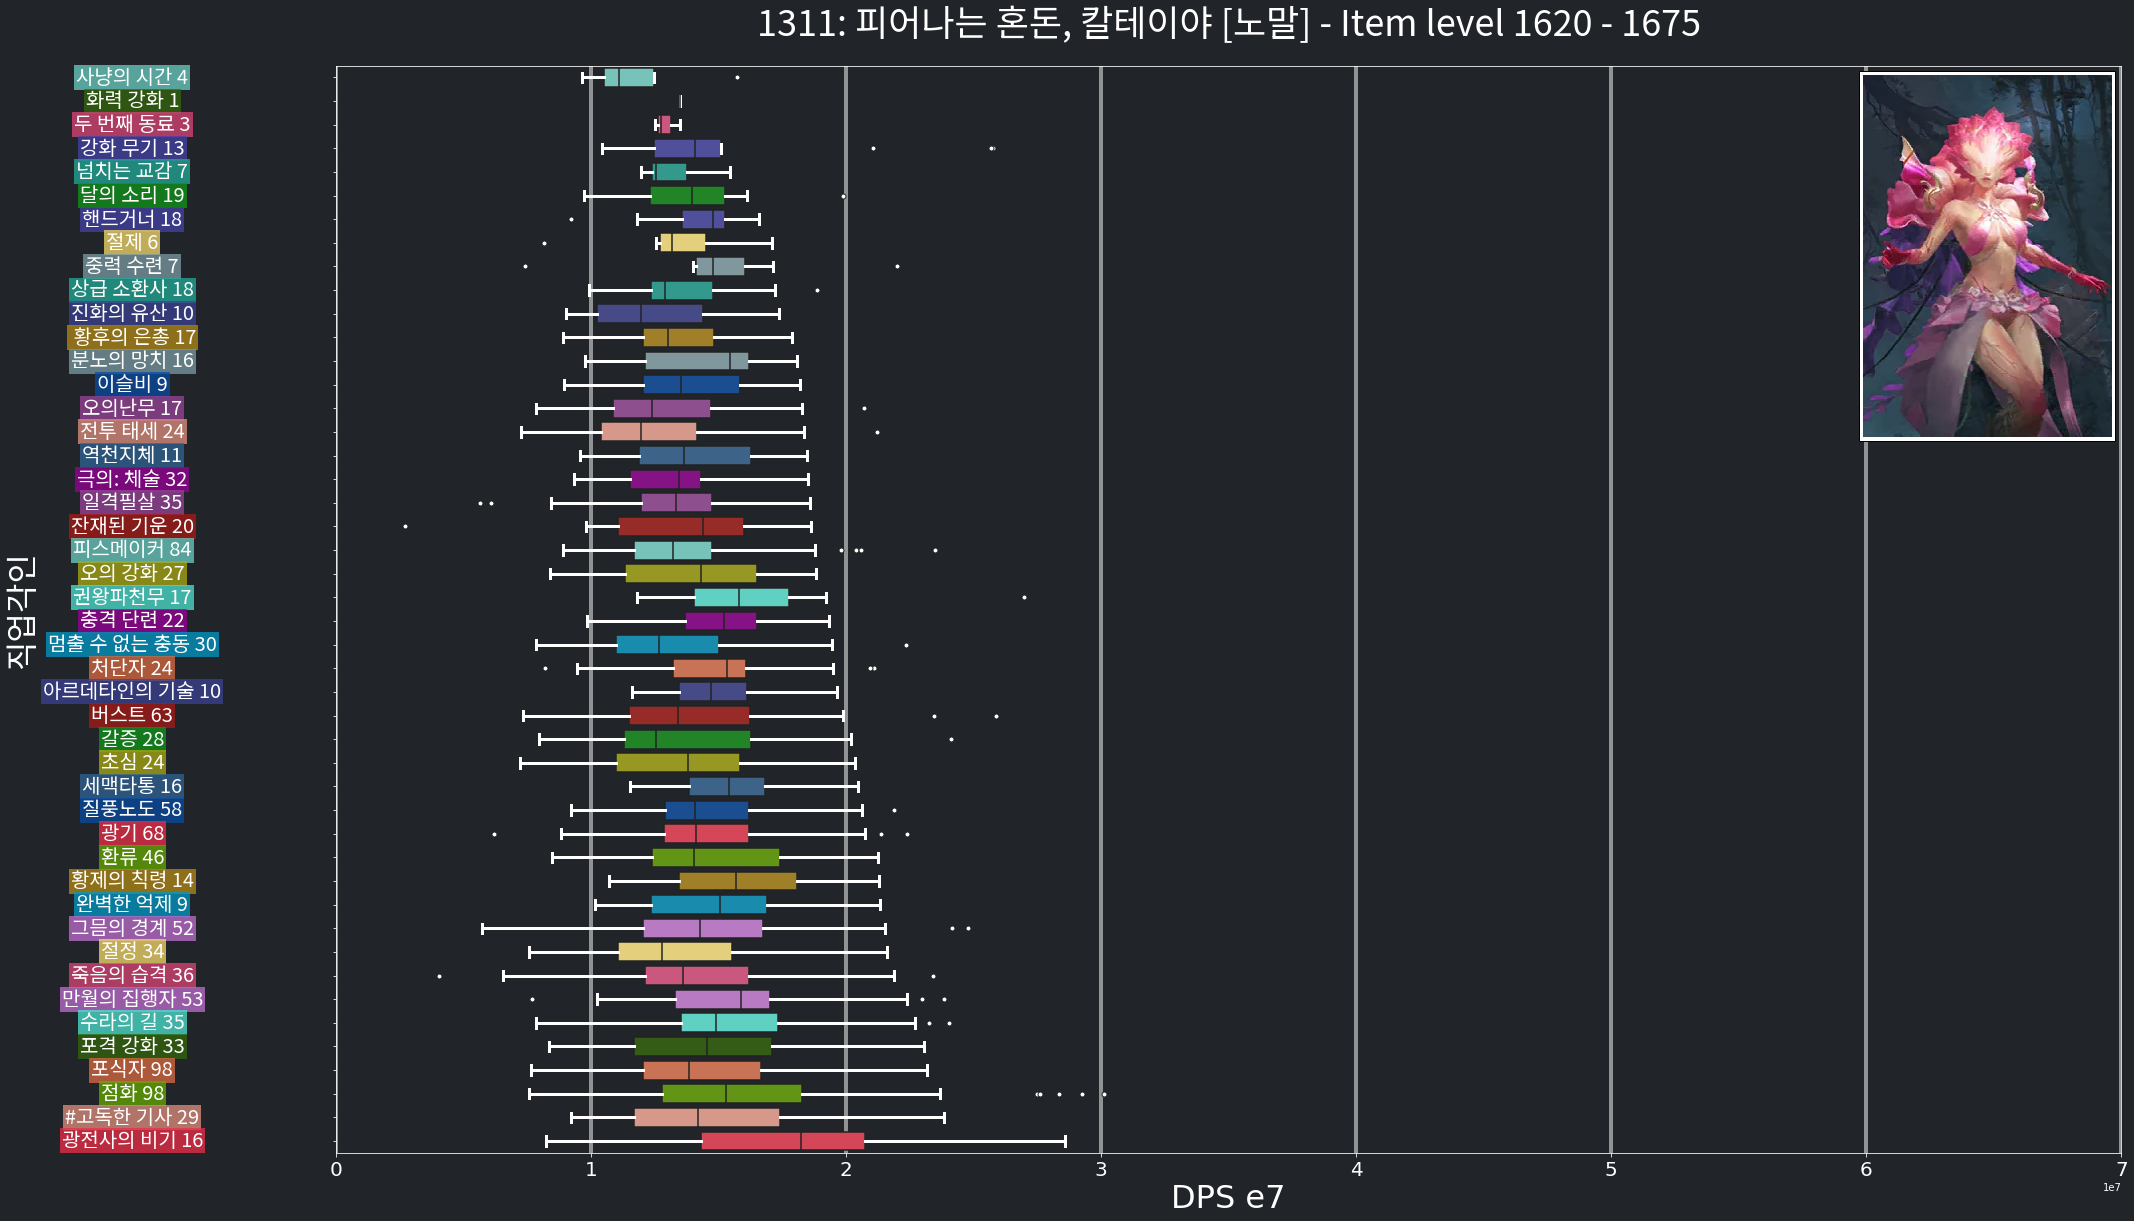 1311: 피어나는 혼돈, 칼테이야 [노말] - Item level 1620 - 1675
사냥의 시간 4
화력 강화 1
두 번째 동료 3
강화 무기 13
넘치는 교감 7
달의 소리 19
핸드거너 18
절제 6
중력 수련 7
상급 소환사 18
진화의 유산 10
황후의 은총 17
분노의 망치 16
이슬비 9
오의난무 17
전투 태세 24
역천지체 11
극의: 체술 32
일격필살 35
잔재된 기운 20
피스메이커 84
오의 강화 27
권왕파천무 17
충격 단련 22
멈출 수 없는 충동 30
처단자 24
아르데타인의 기술 10
버스트 63
갈증 28
초심 24
세맥타통 16
질풍노도 58
광기 68
환류 46
황제의 칙령 14
완벽한 억제 9
그믐의 경계 52
절정 34
죽음의 습격 36
만월의 집행자 53
수라의 길 35
포격 강화 33
포식자 98
점화 98
#고독한 기사 29
광전사의 비기 16
직업각인
0 1 2 3 4 5 6 7
1e7
DPS e7